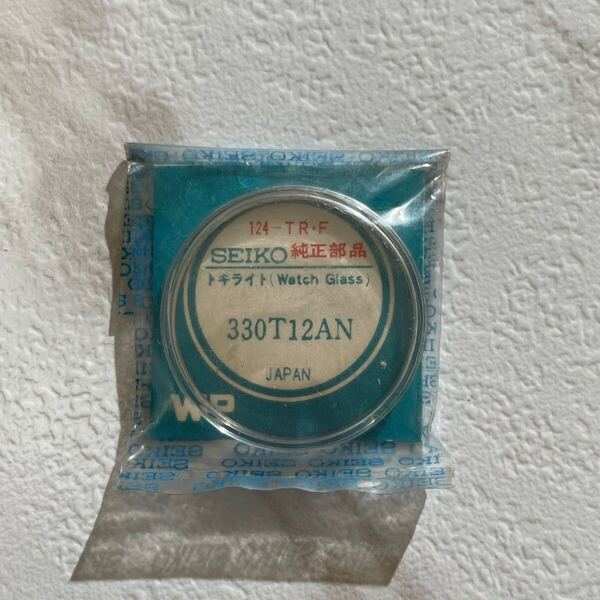 124-TR·F
SEIKO 純正部品
トキライト(Watch Glass)
330T12AN
JAPAN
WP